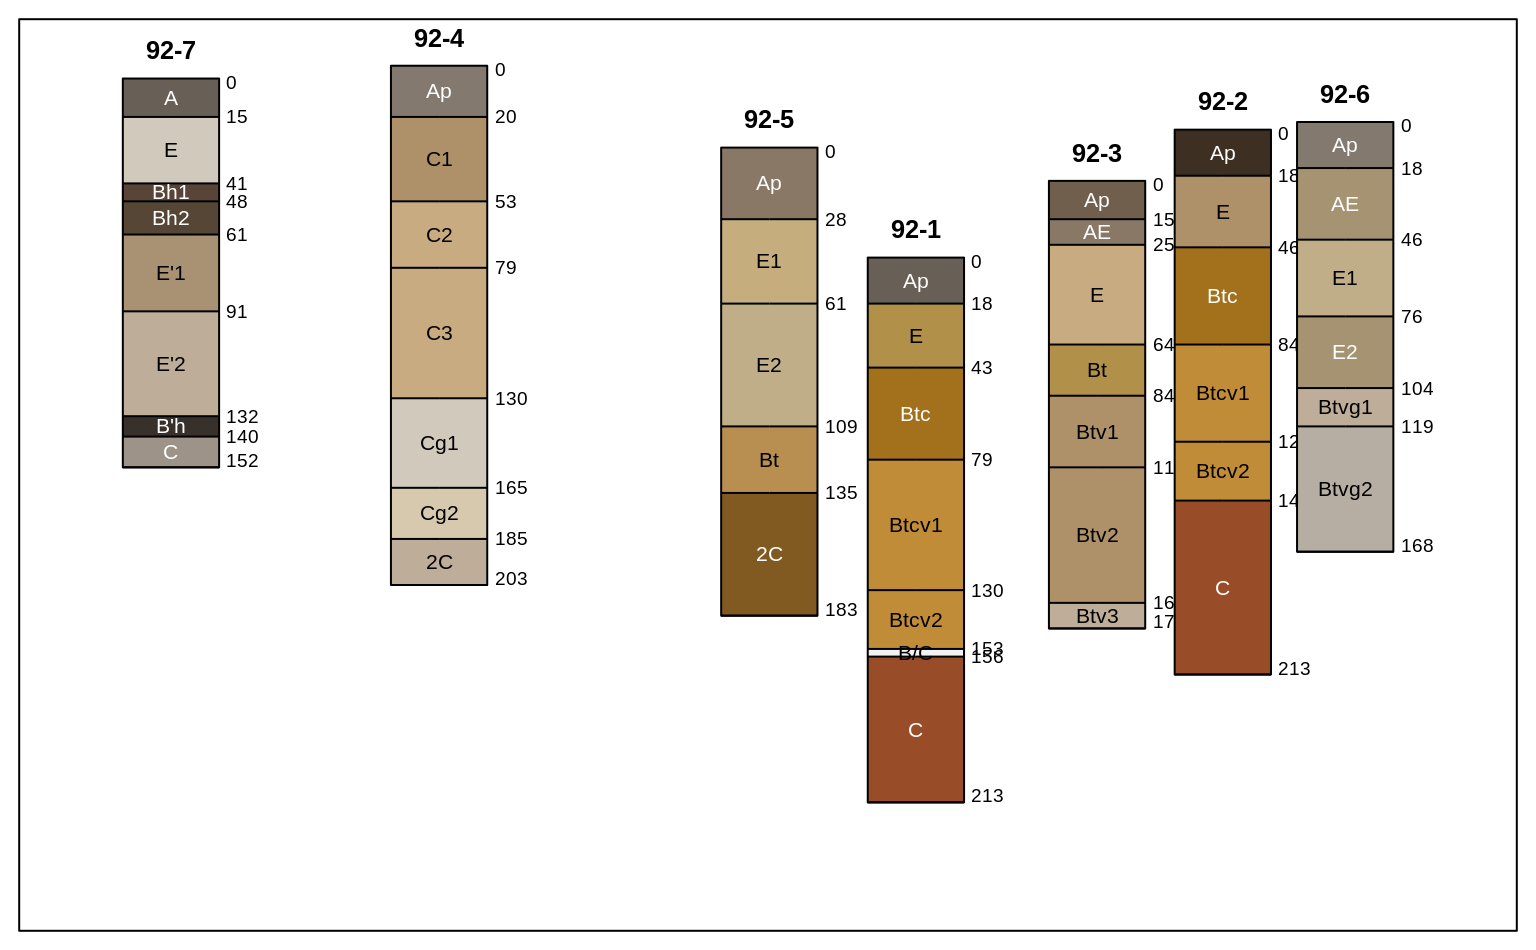 92-7
0
A
15
E
41
Bh1
48
Bh2
61
E'1
91
E'2
132
B'h
140
C
152
92-4
0
Ap
20
C1
53
C2
79
C3
130
Cg1
165
Cg2
185
2C
203
92-5
0
Ap
28
E1
61
E2
109
Bt
135
2C
183
92-1
0
Ap
18
E
43
Btc
79
Btcv1
130
Btcv2
153
B/C
156
C
213
92-3
0
Ap
15
AE
25
E
64
Bt
84
Btv1
11
Btv2
16
Btv3
17
92-2
0
Ap
18
E
46
Btc
84
Btcv1
12
Btcv2
14
C
213
92-6
0
Ap
18
AE
46
E1
76
E2
104
Btvg1
119
Btvg2
168